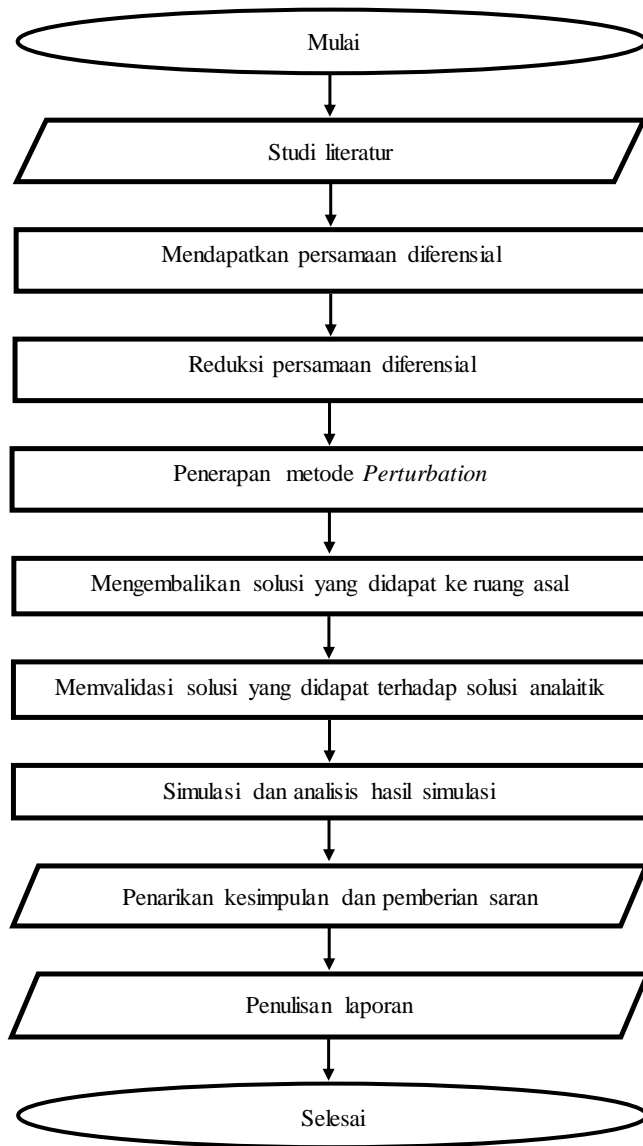 Mulai
Studi literatur
Mendapatkan persamaan diferensial
Reduksi persamaan diferensial
Penerapan metode Perturbation
Mengembalikan solusi yang didapat ke ruang asal
Memvalidasi solusi yang didapat terhadap solusi analaitik
Simulasi dan analisis hasil simulasi
Penarikan kesimpulan dan pemberian saran
Penulisan laporan
Selesai